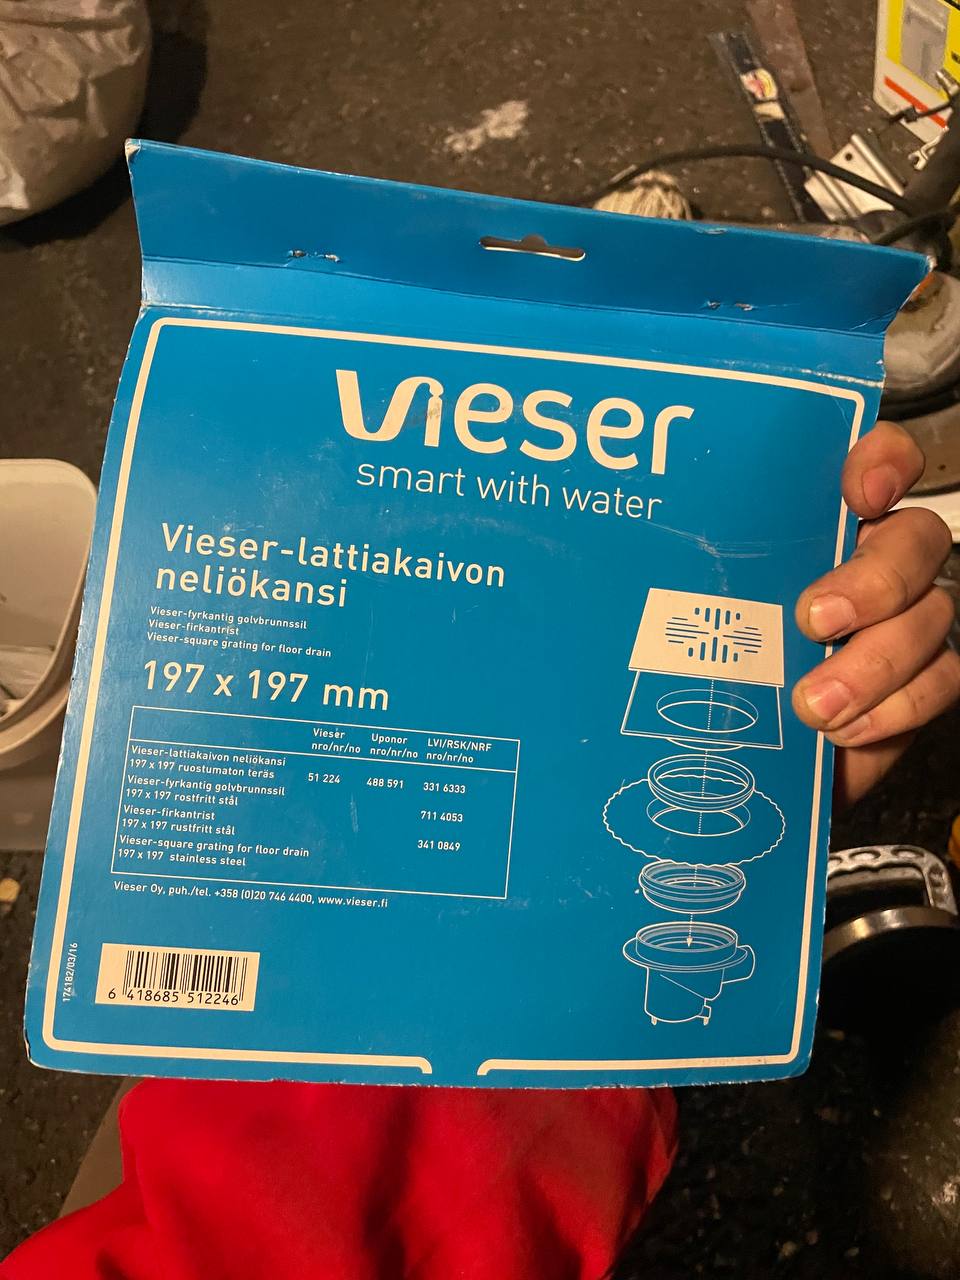 vieser
smart with water
Vieser-lattiakaivon
neliökansi
Vieser-fyrkantig golvbrunnssil
Vieser-firkantrist
Vieser-square grating for floor drain
197 x 197 mm
Vieser nro/nr/no Uponor nro/nr/no LVI/RSK/NRF nro/nr/no
Vieser-lattiakaivon neliökansi
197 x 197 ruostumaton teräs 51 224 488 591 331 6333
Vieser-fyrkantig golvbrunnssil
197 x 197 rostfritt stål 711 4053
Vieser-firkantrist
197 x 197 rustfritt stål 341 0849
Vieser-square grating for floor drain
197 x 197 stainless steel
Vieser Oy, puh./tel. +358 (0)20 746 4400, www.vieser.fi
174182/03/16
6 418685 512246